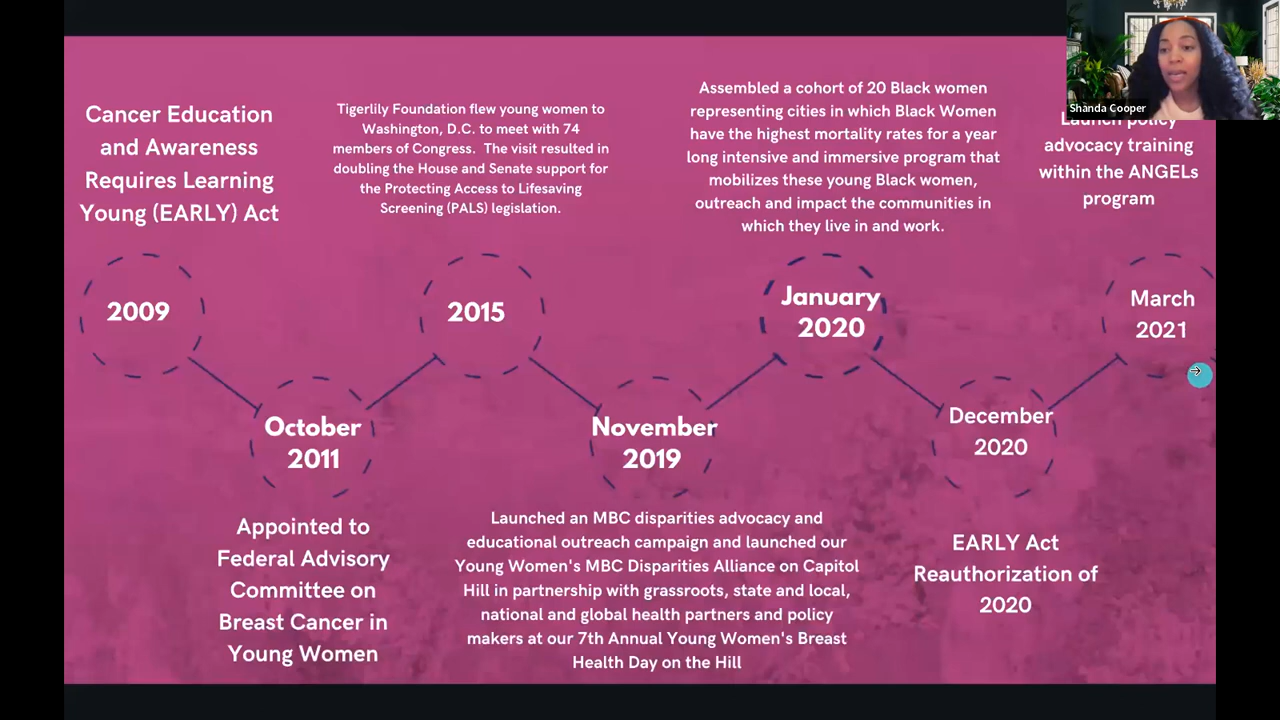 Shanda Cooper
Cancer Education
and Awareness
Requires Learning
Young (EARLY) Act
Tigerlily Foundation flew young women to
Washington, D.C. to meet with 74
members of Congress. The visit resulted in
doubling the House and Senate support for
the Protecting Access to Lifesaving
Screening (PALS) legislation.
Assembled a cohort of 20 Black women
representing cities in which Black Women
have the highest mortality rates for a year
long intensive and immersive program that
mobilizes these young Black women,
outreach and impact the communities in
which they live in and work.
Launch policy
advocacy training
within the ANGELs
program
2009
2015
January
2020
March
2021
October
2011
November
2019
December
2020
Appointed to
Federal Advisory
Committee on
Breast Cancer in
Young Women
Launched an MBC disparities advocacy and
educational outreach campaign and launched our
Young Women's MBC Disparities Alliance on Capitol
Hill in partnership with grassroots, state and local,
national and global health partners and policy
makers at our 7th Annual Young Women's Breast
Health Day on the Hill
EARLY Act
Reauthorization of
2020